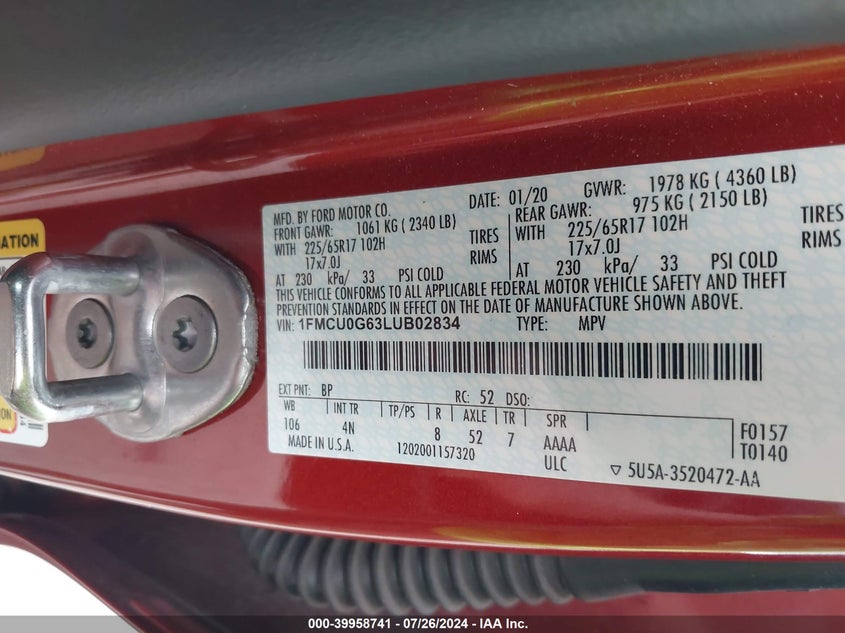 MATION
MFD. BY FORD MOTOR CO. DATE: 01/20 GVWR: 1978 KG ( 4360 LB)
FRONT GAWR: 1061 KG ( 2340 LB) REAR GAWR: 975 KG ( 2150 LB)
WITH 225/65R17 102H TIRES WITH 225/65R17 102H TIRES
17x7.0J RIMS 17x7.0J RIMS
AT 230 kPa/ 33 PSI COLD AT 230 kPa/ 33 PSI COLD
THIS VEHICLE CONFORMS TO ALL APPLICABLE FEDERAL MOTOR VEHICLE SAFETY AND THEFT
PREVENTION STANDARDS IN EFFECT ON THE DATE OF MANUFACTURE SHOWN ABOVE.
VIN: 1FMCU0G63LUB02834 TYPE: MPV
EXT PNT: BP RC: 52 DSO:
WB INT TR TP/PS R AXLE TR SPR
106 4N 8 52 7 AAAA F0157
MADE IN U.S.A. 1202001157320 ULC T0140
▽ 5U5A-3520472-AA
000-39958741 - 07/26/2024 - IAA Inc.